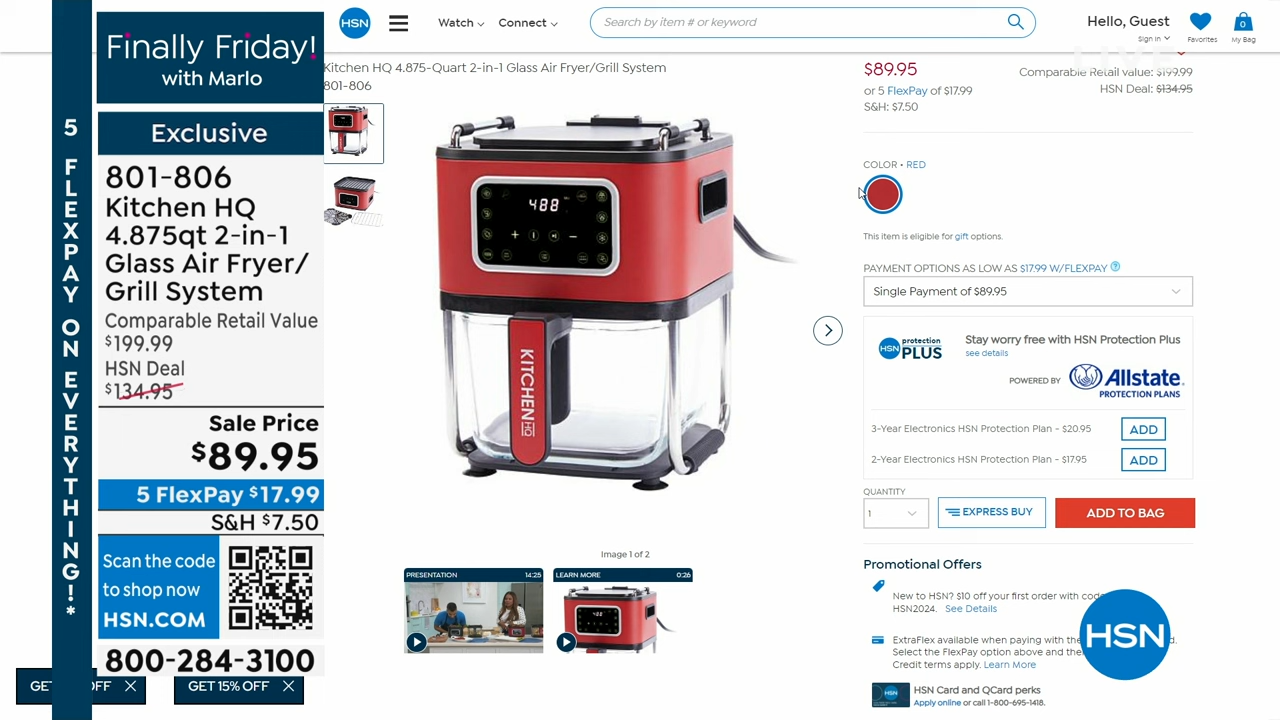 5 FLEXPAY ON EVERYTHING!*
Finally Friday!
with Marlo
Exclusive
801-806
Kitchen HQ
4.875qt 2-in-1
Glass Air Fryer/
Grill System
Comparable Retail Value
$199.99
HSN Deal
$134.95
Sale Price
$89.95
5 FlexPay $17.99
S&H $7.50
Scan the code
to shop now
HSN.COM
800-284-3100
GET
OFF
GET 15% OFF
HSN
Watch
Connect
Search by item # or keyword
Hello, Guest
Sign in
Favorites
0
My Bag
LIVE
Kitchen HQ 4.875-Quart 2-in-1 Glass Air Fryer/Grill System
801-806
488
KITCHEN HQ
Image 1 of 2
PRESENTATION 14:25
LEARN MORE 0:26
$89.95
Comparable Retail value: $199.99
or 5 FlexPay of $17.99
HSN Deal: $134.95
S&H: $7.50
COLOR • RED
This item is eligible for gift options.
PAYMENT OPTIONS AS LOW AS $17.99 W/FLEXPAY
Single Payment of $89.95
HSN protection PLUS
Stay worry free with HSN Protection Plus
see details
POWERED BY Allstate
PROTECTION PLANS
3-Year Electronics HSN Protection Plan - $20.95 ADD
2-Year Electronics HSN Protection Plan - $17.95 ADD
QUANTITY
1
EXPRESS BUY
ADD TO BAG
Promotional Offers
New to HSN? $10 off your first order with code
HSN2024. See Details
ExtraFlex available when paying with the
Select the FlexPay option above and the
Credit terms apply. Learn More
HSN
HSN Card and QCard perks
Apply online or call 1-800-695-1418.
HSN